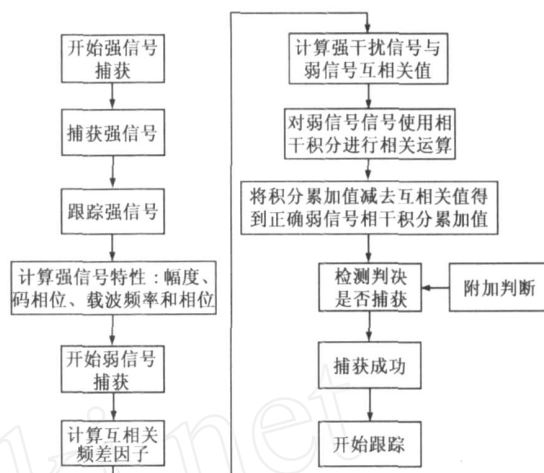 开始强信号
捕获
捕获强信号
跟踪强信号
计算强信号特性：幅度、
码相位、载波频率和相位
开始弱信号
捕获
计算互相关
频差因子
计算强干扰信号与
弱信号互相关值
对弱信号信号使用相
干积分进行相关运算
将积分累加值减去互相关值得
到正确弱信号相干积分累加值
检测判决
是否捕获
附加判断
捕获成功
开始跟踪